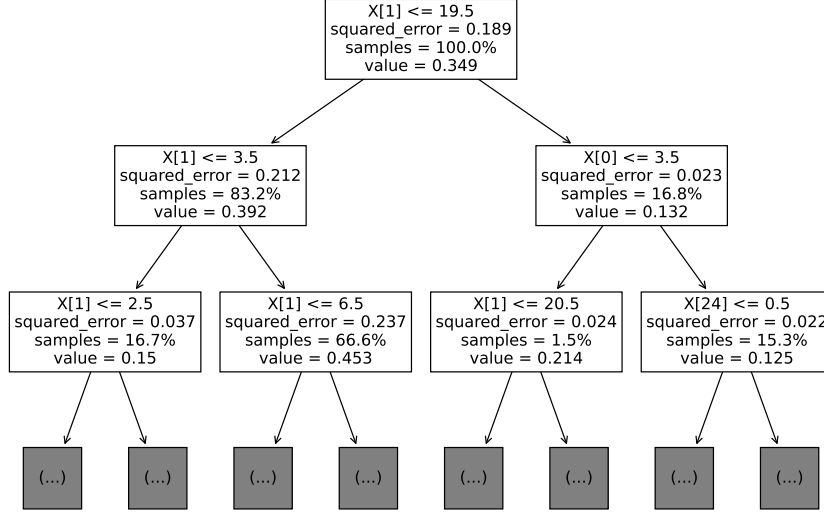 X[1] <= 19.5
squared_error = 0.189
samples = 100.0%
value = 0.349
X[1] <= 3.5
squared_error = 0.212
samples = 83.2%
value = 0.392
X[0] <= 3.5
squared_error = 0.023
samples = 16.8%
value = 0.132
X[1] <= 2.5
squared_error = 0.037
samples = 16.7%
value = 0.15
X[1] <= 6.5
squared_error = 0.237
samples = 66.6%
value = 0.453
X[1] <= 20.5
squared_error = 0.024
samples = 1.5%
value = 0.214
X[24] <= 0.5
squared_error = 0.022
samples = 15.3%
value = 0.125
(...)
(...)
(...)
(...)
(...)
(...)
(...)
(...)